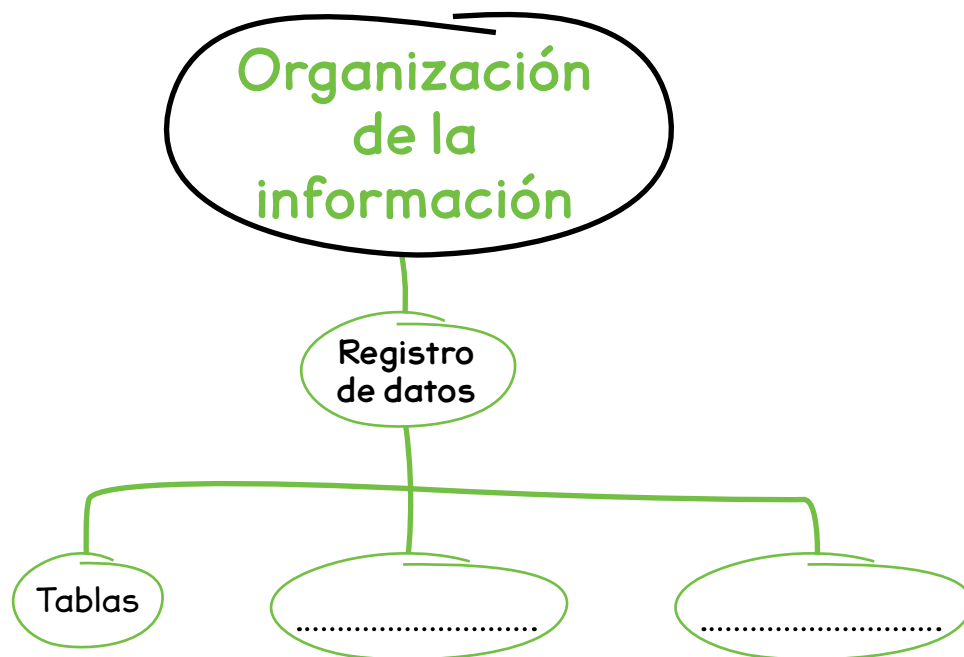 Organización
de la
información
Registro
de datos
Tablas